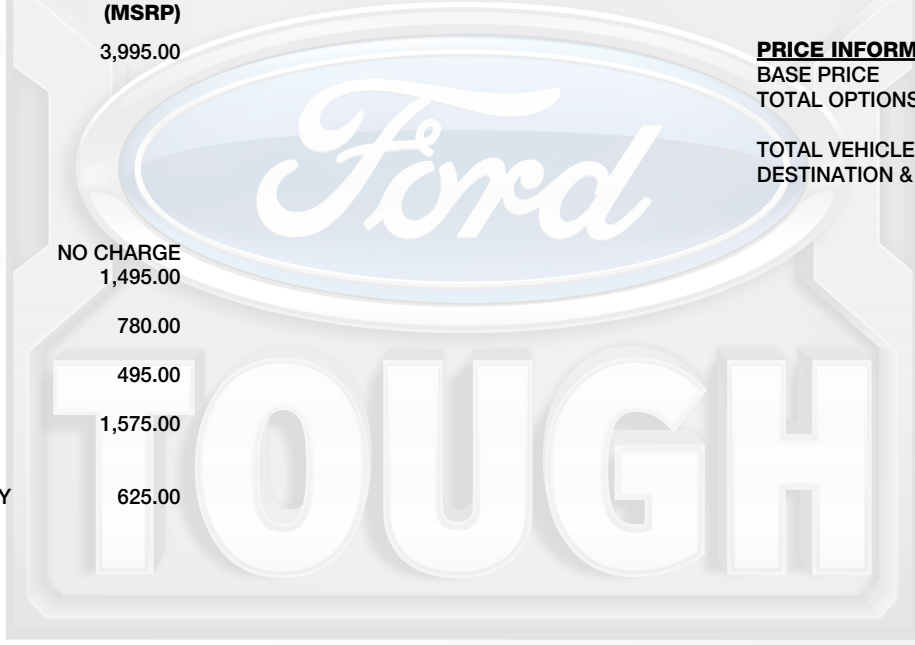 (MSRP)
3,995.00
NO CHARGE
1,495.00
780.00
495.00
1,575.00
Y 625.00
PRICE INFORM
BASE PRICE
TOTAL OPTIONS
TOTAL VEHICLE
DESTINATION &
Ford
TOUGH